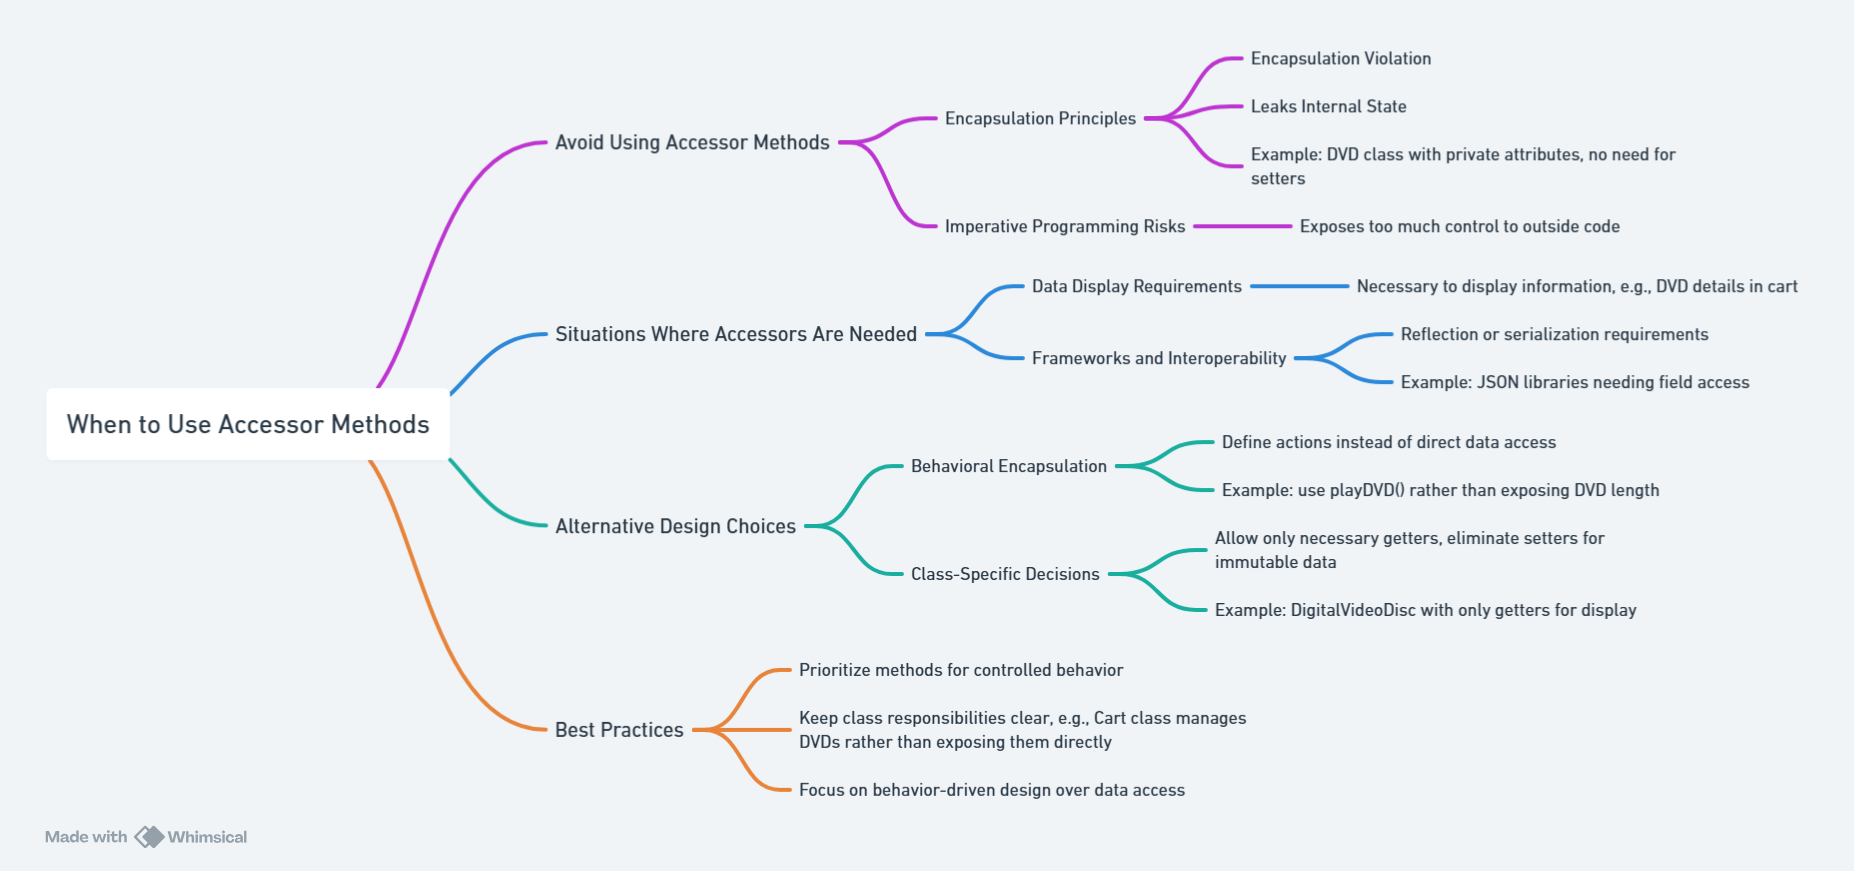 When to Use Accessor Methods
Avoid Using Accessor Methods
Encapsulation Principles
Encapsulation Violation
Leaks Internal State
Example: DVD class with private attributes, no need for
setters
Imperative Programming Risks
Exposes too much control to outside code
Situations Where Accessors Are Needed
Data Display Requirements
Necessary to display information, e.g., DVD details in cart
Frameworks and Interoperability
Reflection or serialization requirements
Example: JSON libraries needing field access
Alternative Design Choices
Behavioral Encapsulation
Define actions instead of direct data access
Example: use playDVD() rather than exposing DVD length
Class-Specific Decisions
Allow only necessary getters, eliminate setters for
immutable data
Example: DigitalVideoDisc with only getters for display
Best Practices
Prioritize methods for controlled behavior
Keep class responsibilities clear, e.g., Cart class manages
DVDs rather than exposing them directly
Focus on behavior-driven design over data access
Made with Whimsical